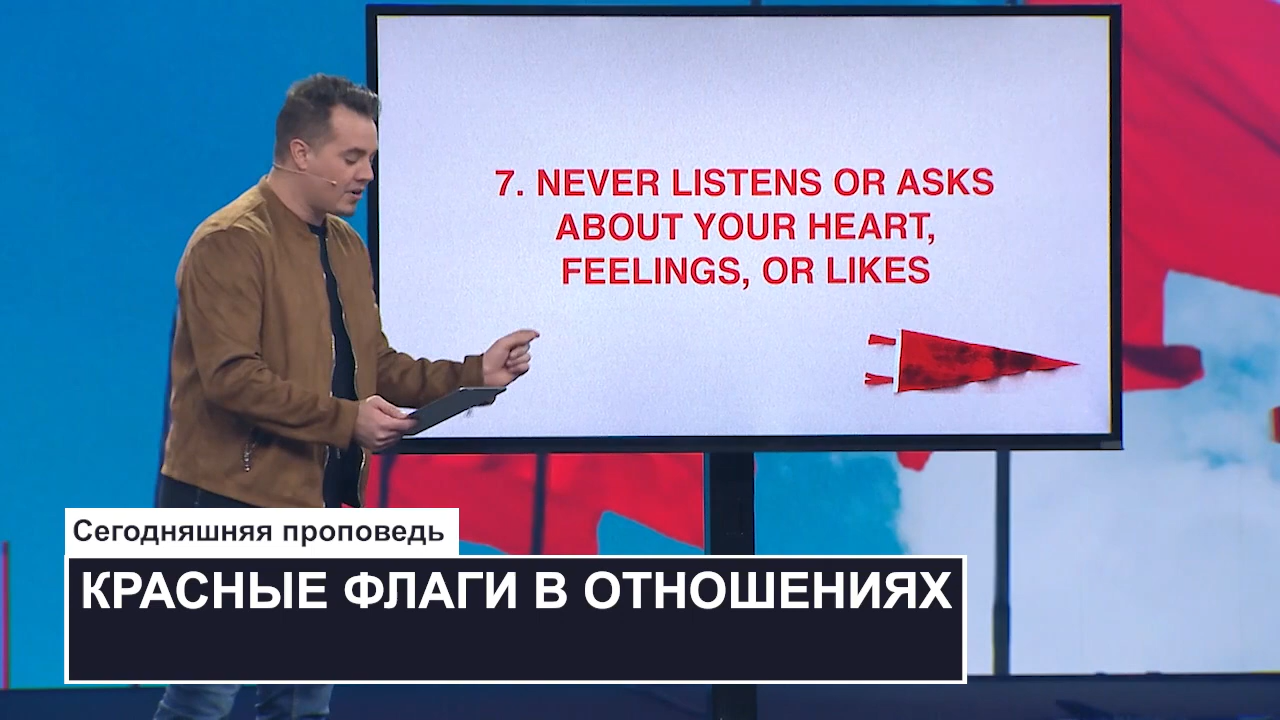 7. NEVER LISTENS OR ASKS
ABOUT YOUR HEART,
FEELINGS, OR LIKES
Сегодняшняя проповедь
КРАСНЫЕ ФЛАГИ В ОТНОШЕНИЯХ